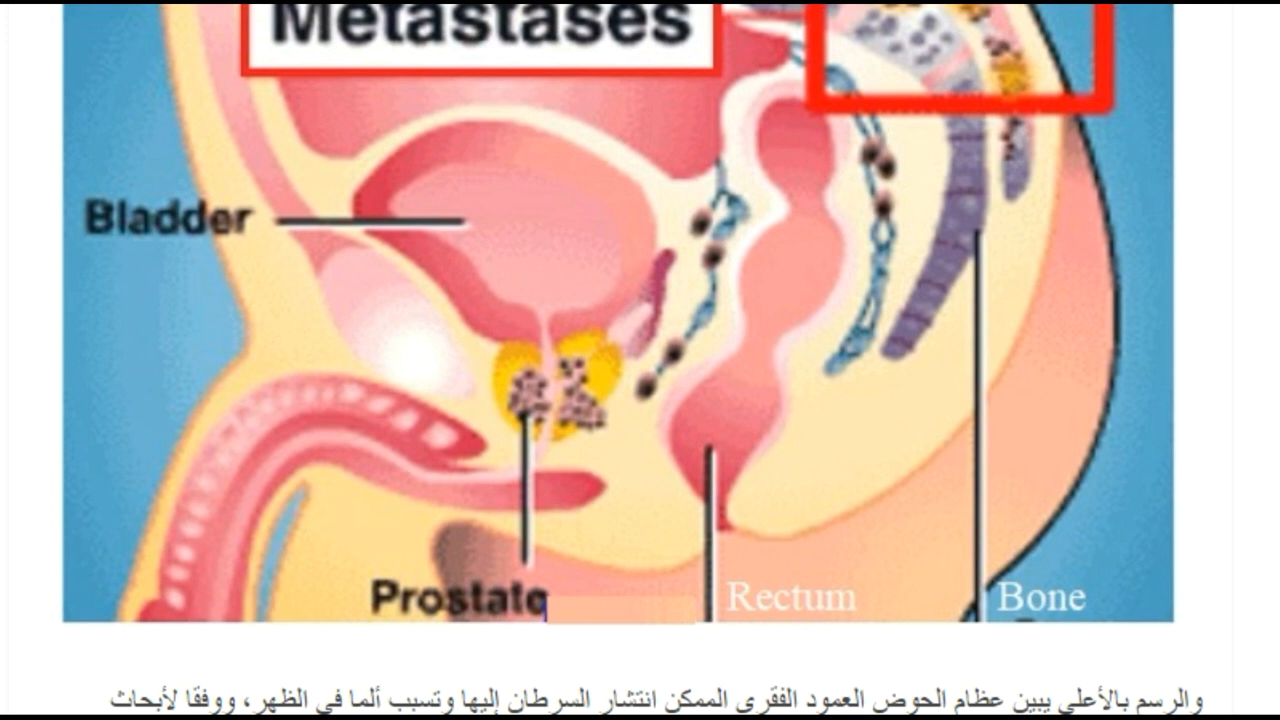 Metastases
Bladder
Prostate
Rectum
Bone
والرسم بالأعلي يبين عظام الحوض العمود الفقري الممكن انتشار السرطان إليها وتسبب ألما في الظهر، ووفقا لأبحاث